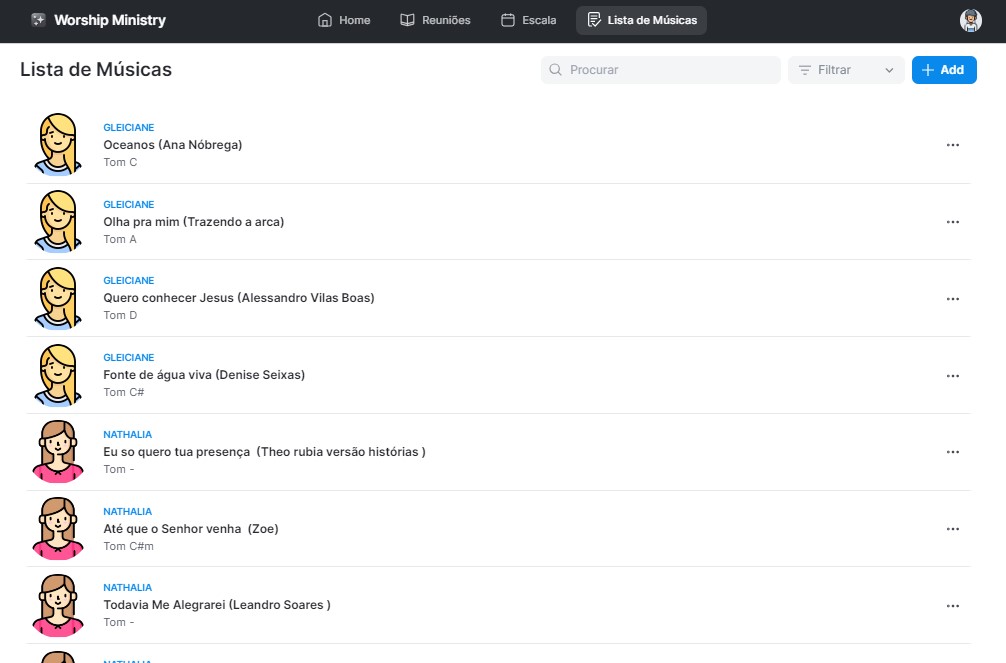 Worship Ministry
Home
Reuniões
Escala
Lista de Músicas
Lista de Músicas
Procurar
Filtrar
Add
GLEICIANE
Oceanos (Ana Nóbrega)
Tom C
GLEICIANE
Olha pra mim (Trazendo a arca)
Tom A
GLEICIANE
Quero conhecer Jesus (Alessandro Vilas Boas)
Tom D
GLEICIANE
Fonte de água viva (Denise Seixas)
Tom C#
NATHALIA
Eu so quero tua presença  (Theo rubia versão histórias )
Tom -
NATHALIA
Até que o Senhor venha  (Zoe)
Tom C#m
NATHALIA
Todavia Me Alegrarei (Leandro Soares )
Tom -
NATHALIA